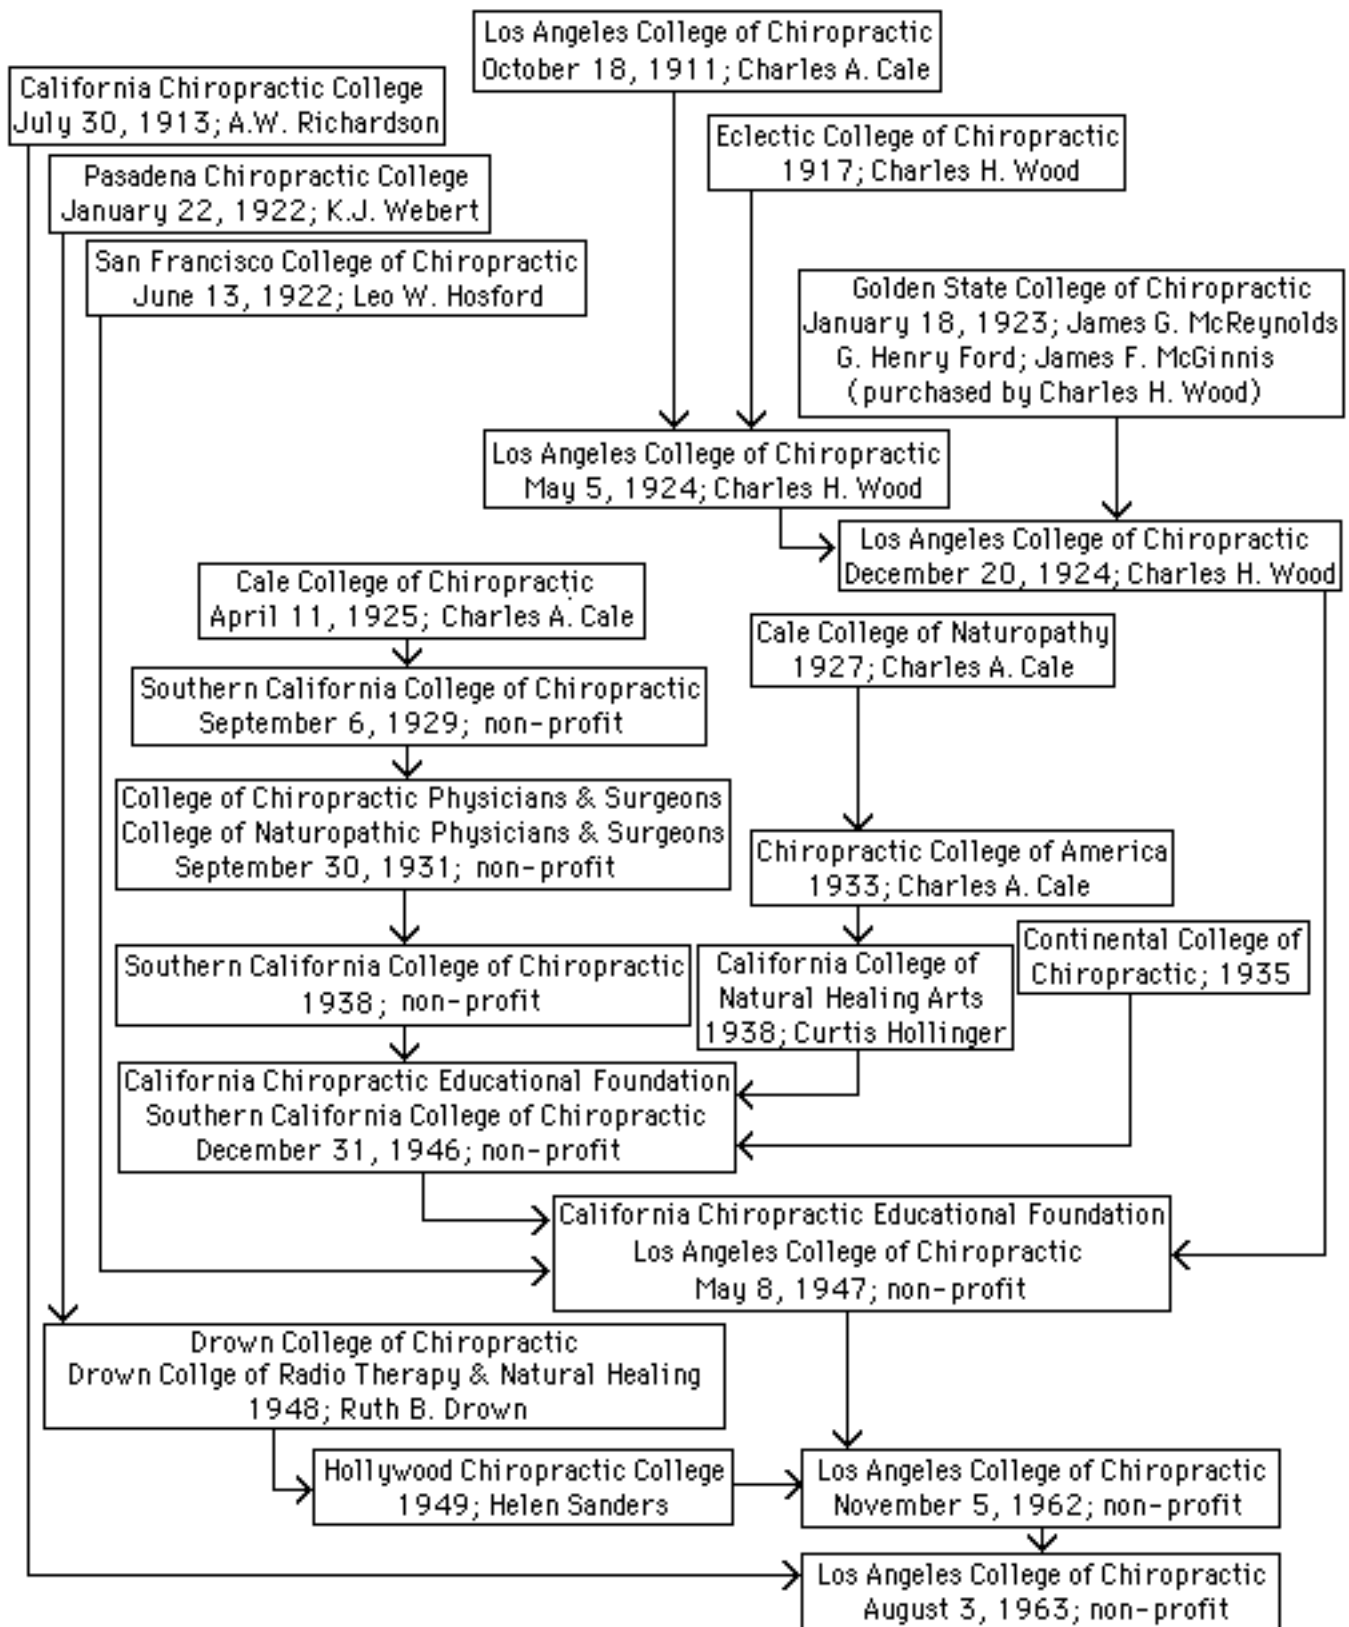 Los Angeles College of Chiropractic
October 18, 1911; Charles A. Cale
California Chiropractic College
July 30, 1913; A.W. Richardson
Eclectic College of Chiropractic
1917; Charles H. Wood
Pasadena Chiropractic College
January 22, 1922; K.J. Webert
San Francisco College of Chiropractic
June 13, 1922; Leo W. Hosford
Golden State College of Chiropractic
January 18, 1923; James G. McReynolds
G. Henry Ford; James F. McGinnis
(purchased by Charles H. Wood)
Los Angeles College of Chiropractic
May 5, 1924; Charles H. Wood
Los Angeles College of Chiropractic
December 20, 1924; Charles H. Wood
Cale College of Chiropractic
April 11, 1925; Charles A. Cale
Cale College of Naturopathy
1927; Charles A. Cale
Southern California College of Chiropractic
September 6, 1929; non-profit
College of Chiropractic Physicians & Surgeons
College of Naturopathic Physicians & Surgeons
September 30, 1931; non-profit
Chiropractic College of America
1933; Charles A. Cale
Continental College of
Chiropractic; 1935
Southern California College of Chiropractic
1938; non-profit
California College of
Natural Healing Arts
1938; Curtis Hollinger
California Chiropractic Educational Foundation
Southern California College of Chiropractic
December 31, 1946; non-profit
California Chiropractic Educational Foundation
Los Angeles College of Chiropractic
May 8, 1947; non-profit
Drown College of Chiropractic
Drown Collge of Radio Therapy & Natural Healing
1948; Ruth B. Drown
Hollywood Chiropractic College
1949; Helen Sanders
Los Angeles College of Chiropractic
November 5, 1962; non-profit
Los Angeles College of Chiropractic
August 3, 1963; non-profit